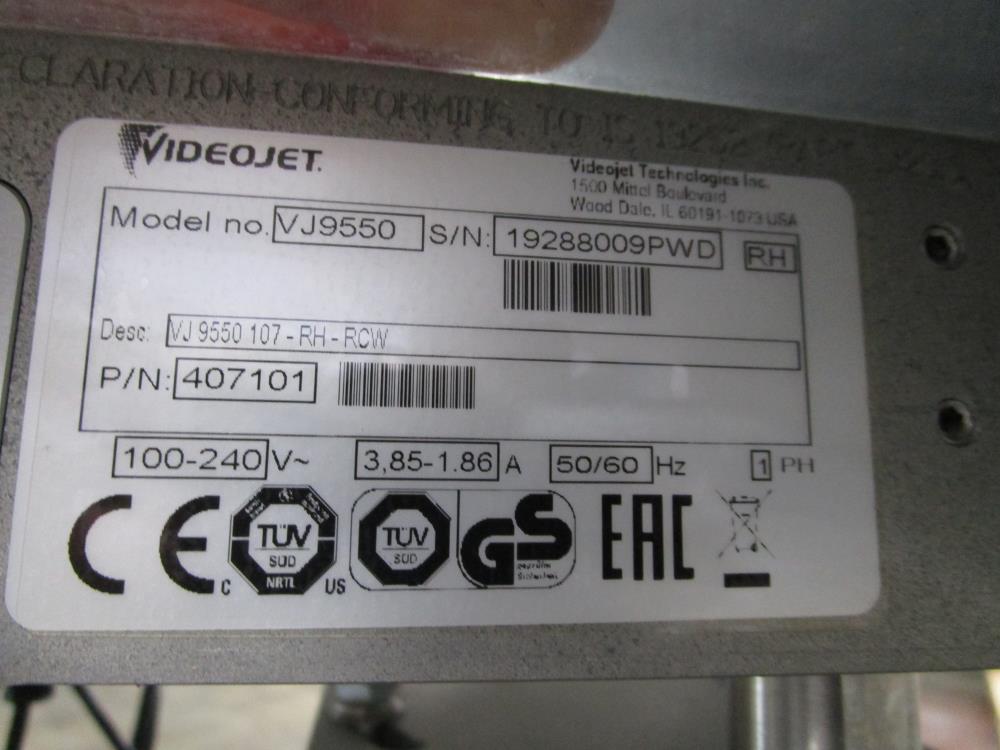 CLARATION CONFORMING TO
VIDEOJET.
Videojet Technologies Inc.
1500 Mittel Boulevard
Wood Dale, IL 60191-1073 USA
Model no. VJ9550 S/N: 19288009PWD RH
Desc: VJ 9550 107 - RH - RCW
P/N: 407101
100-240 V~ 3,85-1.86 A 50/60 Hz 1 PH
CE C TÜV SÜD NRTL US TÜV SÜD GS geprüfte Sicherheit EAC